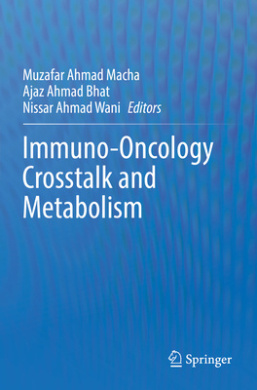 Muzafar Ahmad Macha
Ajaz Ahmad Bhat
Nissar Ahmad Wani Editors
Immuno-Oncology
Crosstalk and
Metabolism
Springer